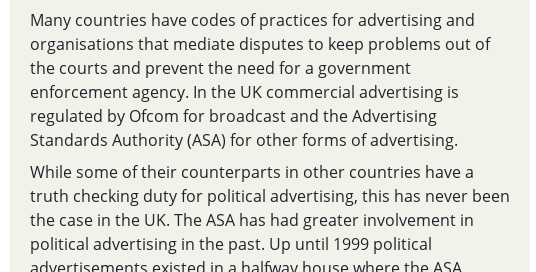 Many countries have codes of practices for advertising and
organisations that mediate disputes to keep problems out of
the courts and prevent the need for a government
enforcement agency. In the UK commercial advertising is
regulated by Ofcom for broadcast and the Advertising
Standards Authority (ASA) for other forms of advertising.
While some of their counterparts in other countries have a
truth checking duty for political advertising, this has never been
the case in the UK. The ASA has had greater involvement in
political advertising in the past. Up until 1999 political
advertisements existed in a halfway house where the ASA